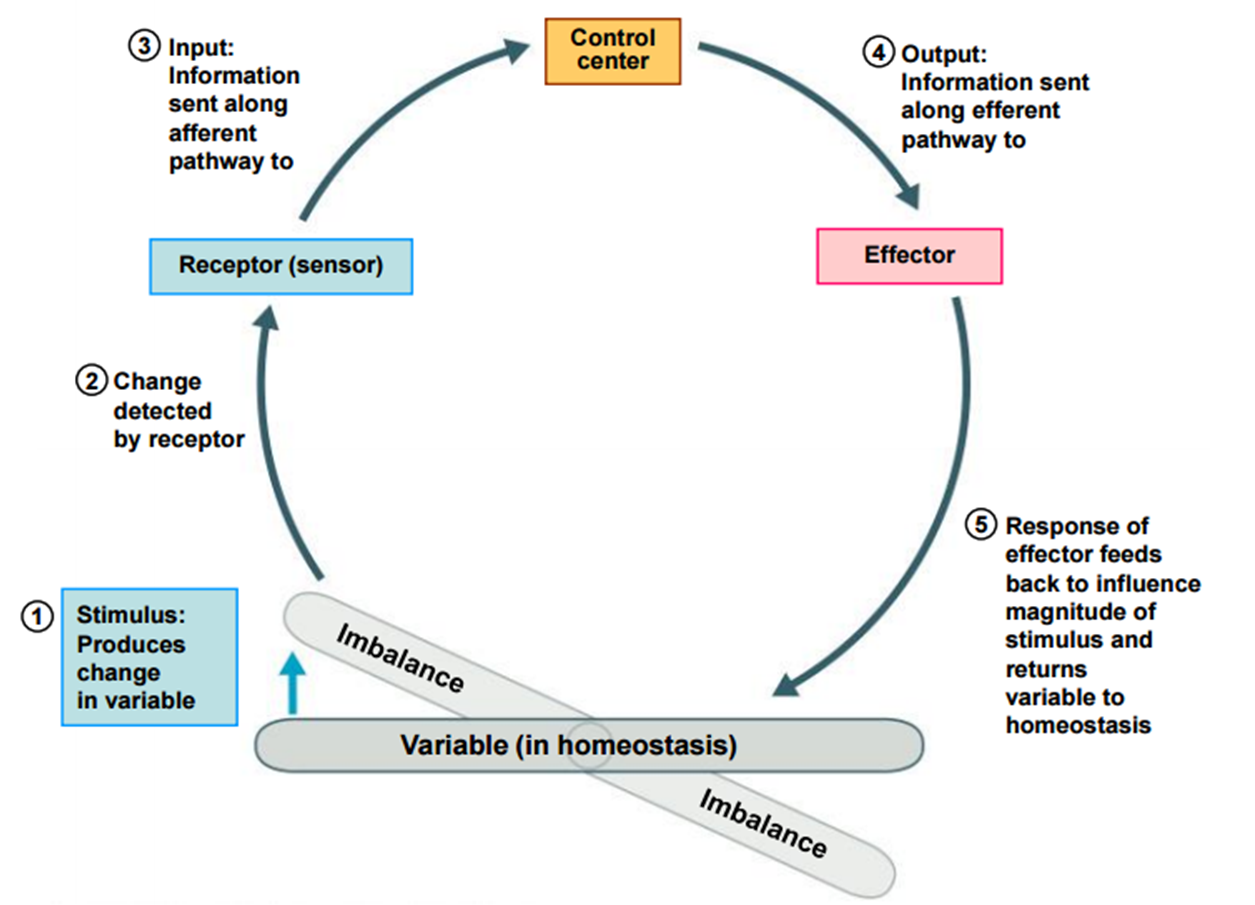 Control
center
3 Input:
Information
sent along
afferent
pathway to
4 Output:
Information sent
along efferent
pathway to
Receptor (sensor)
Effector
2 Change
detected
by receptor
5 Response of
effector feeds
back to influence
magnitude of
stimulus and
returns
variable to
homeostasis
1 Stimulus:
Produces
change
in variable
Imbalance
Variable (in homeostasis)
Imbalance